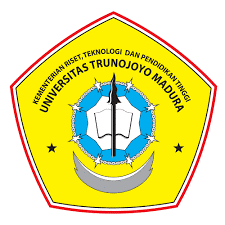 KEMENTERIAN RISET, TEKNOLOGI DAN PENDIDIKAN TINGGI
UNIVERSITAS TRUNOJOYO MADURA